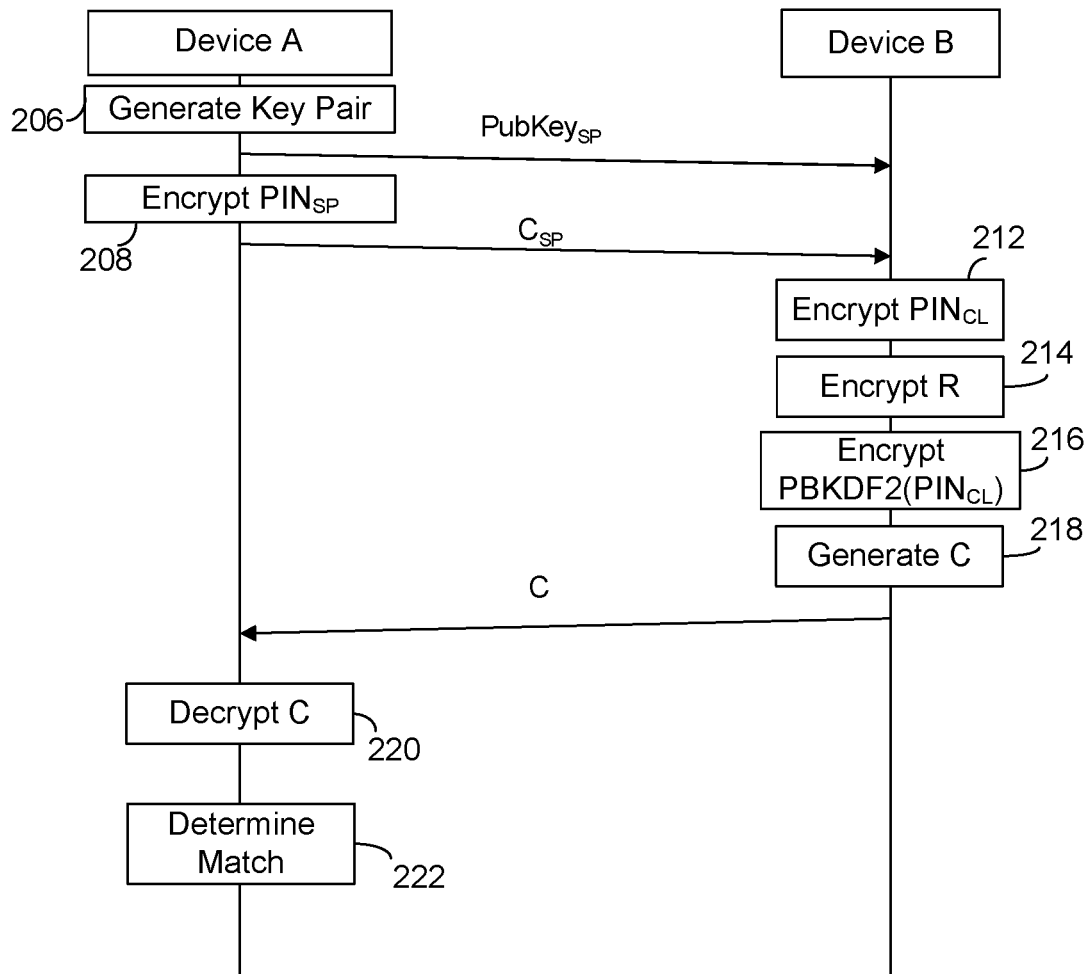 Device A
Device B
206
Generate Key Pair
PubKeySP
Encrypt PINSP
208
CSP
212
Encrypt PINCL
214
Encrypt R
216
Encrypt
PBKDF2(PINCL)
218
Generate C
C
Decrypt C
220
Determine
Match
222